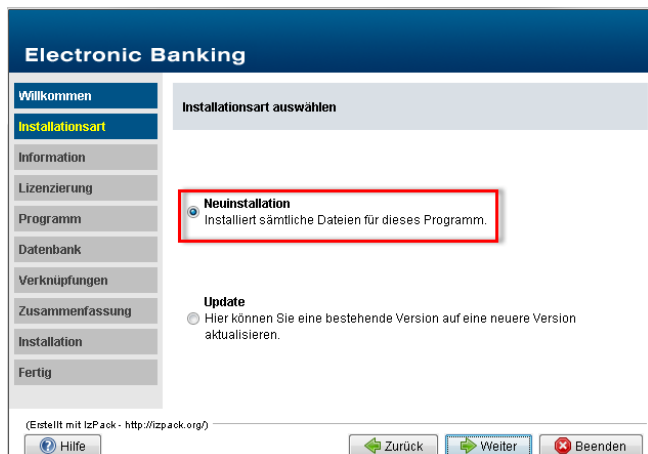 Electronic Banking
Willkommen
Installationsart
Information
Lizenzierung
Programm
Datenbank
Verknüpfungen
Zusammenfassung
Installation
Fertig
Installationsart auswählen
Neuinstallation
Installiert sämtliche Dateien für dieses Programm.
Update
Hier können Sie eine bestehende Version auf eine neuere Version
aktualisieren.
(Erstellt mit IzPack - http://izpack.org/)
Hilfe
Zurück
Weiter
Beenden